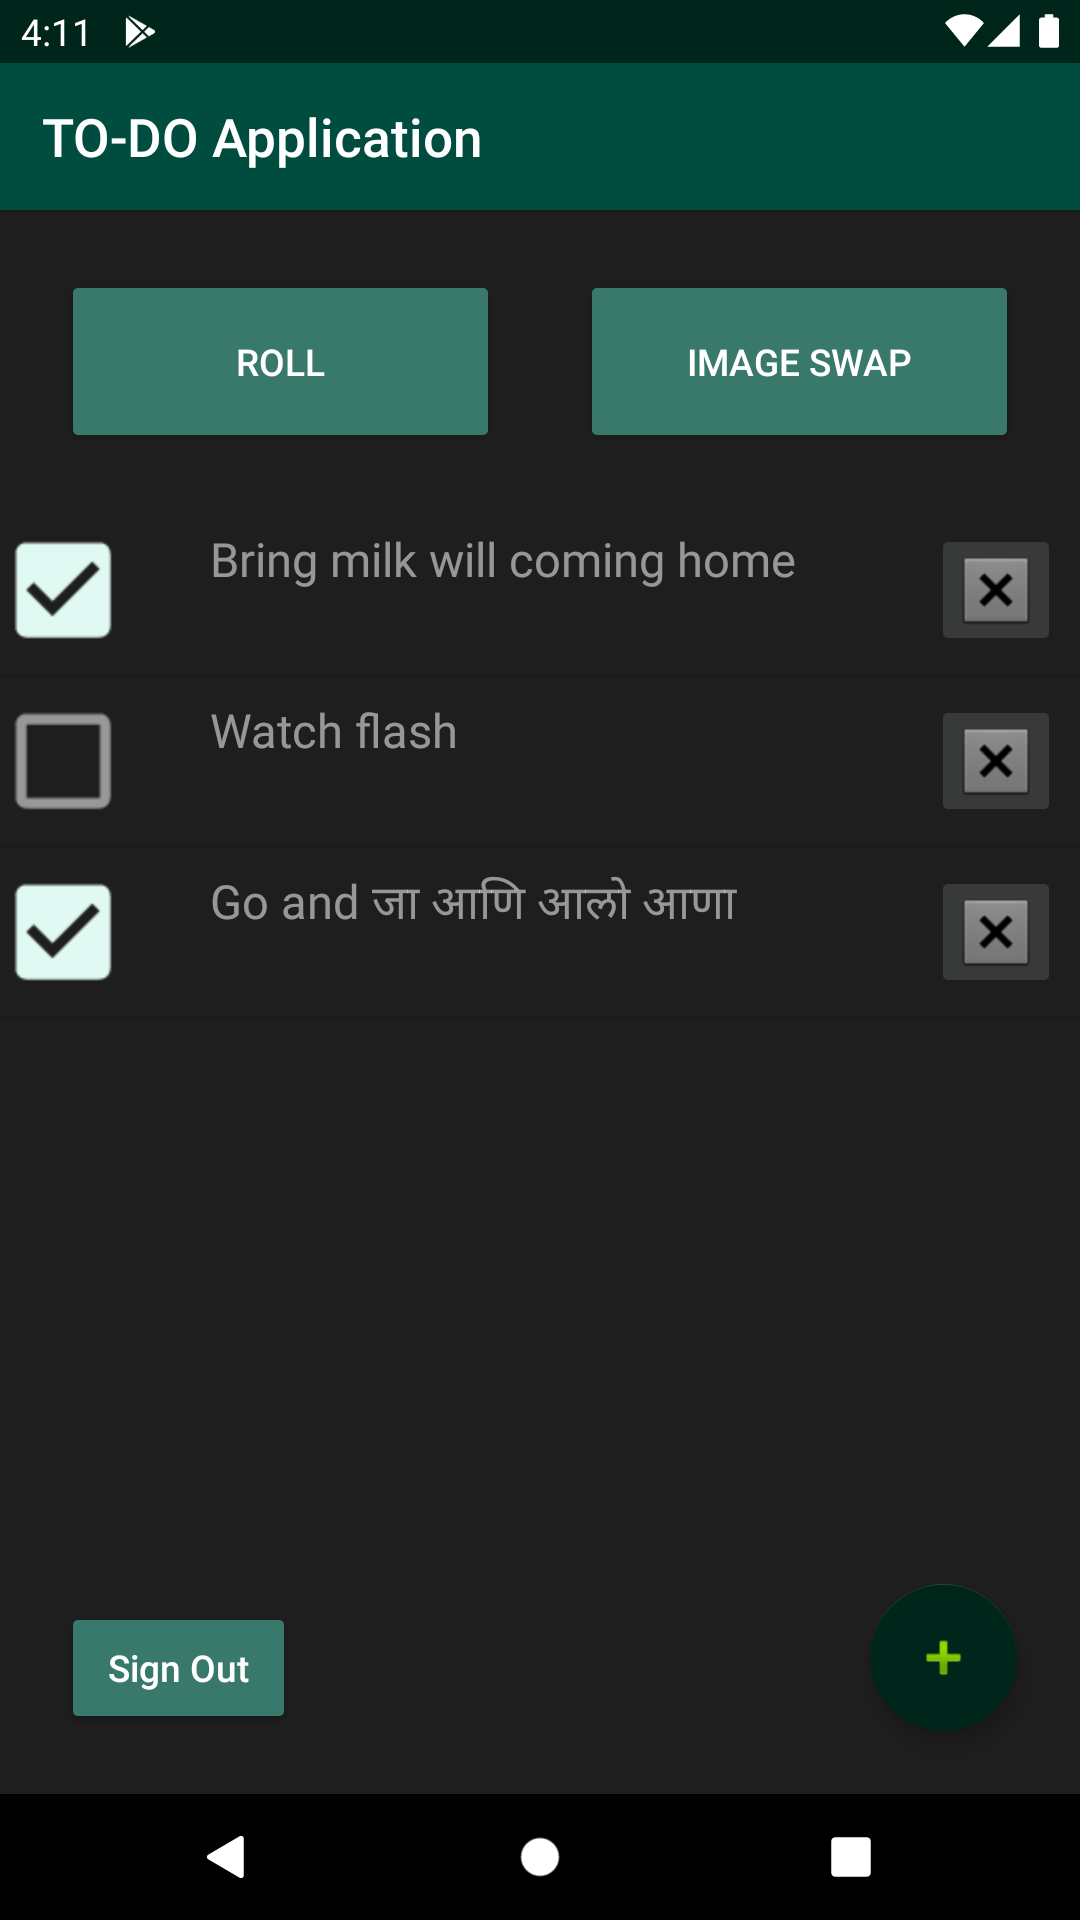 4:11
TO-DO Application
ROLL
IMAGE SWAP
Bring milk will coming home
Watch flash
Go and जा आणि आलो आणा
Sign Out